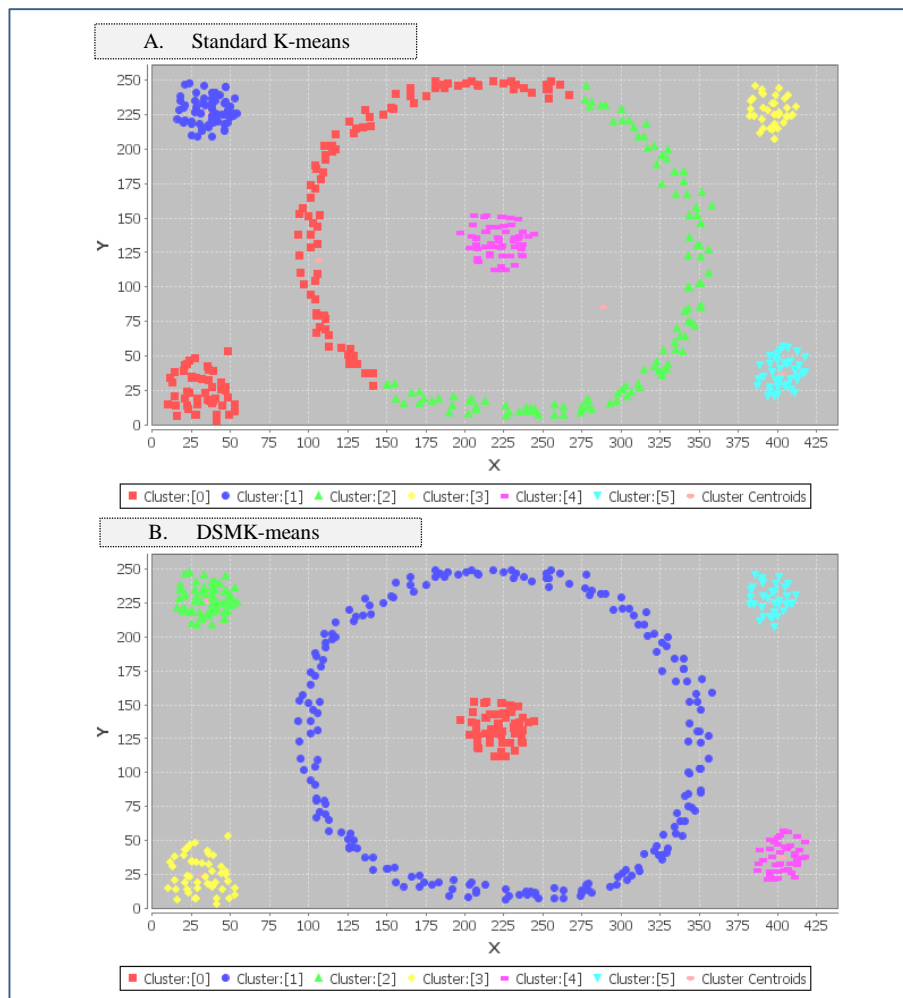 A. Standard K-means
250
225
200
175
150
125
100
75
50
25
0
Y
0 25 50 75 100 125 150 175 200 225 250 275 300 325 350 375 400 425
X
Cluster:[0] Cluster:[1] Cluster:[2] Cluster:[3] Cluster:[4] Cluster:[5] Cluster Centroids
B. DSMK-means
250
225
200
175
150
125
100
75
50
25
0
Y
0 25 50 75 100 125 150 175 200 225 250 275 300 325 350 375 400 425
X
Cluster:[0] Cluster:[1] Cluster:[2] Cluster:[3] Cluster:[4] Cluster:[5] Cluster Centroids